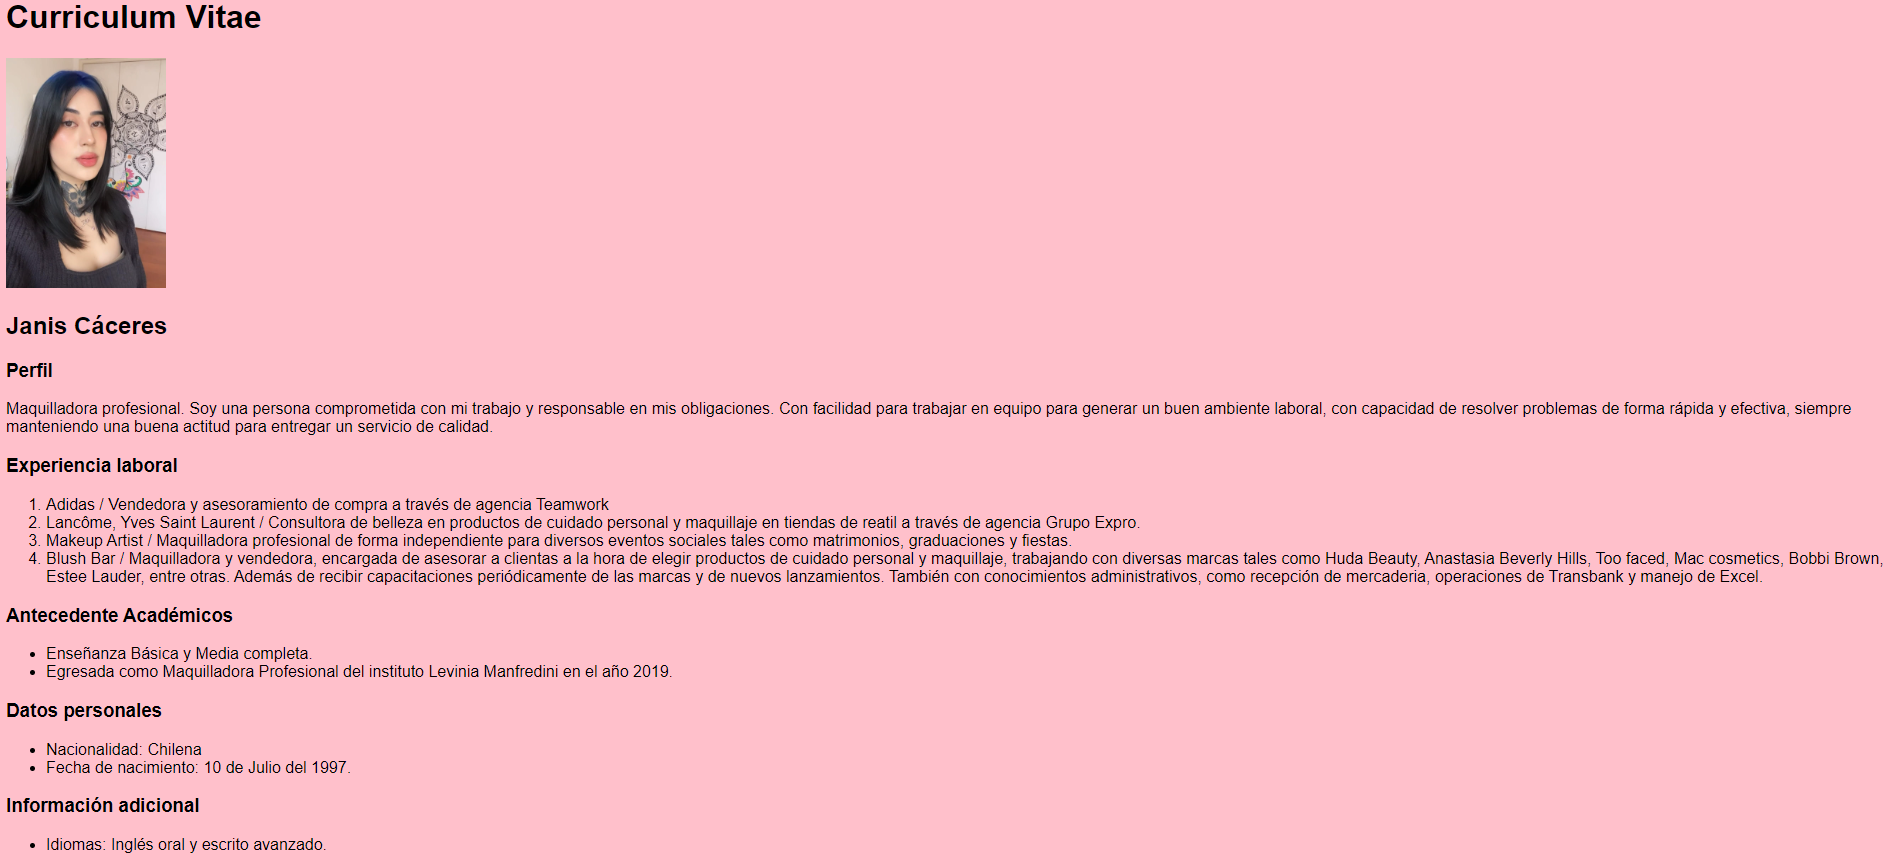 Curriculum Vitae
Janis Cáceres
Perfil
Maquilladora profesional. Soy una persona comprometida con mi trabajo y responsable en mis obligaciones. Con facilidad para trabajar en equipo para generar un buen ambiente laboral, con capacidad de resolver problemas de forma rápida y efectiva, siempre
manteniendo una buena actitud para entregar un servicio de calidad.
Experiencia laboral
1. Adidas / Vendedora y asesoramiento de compra a través de agencia Teamwork
2. Lancôme, Yves Saint Laurent / Consultora de belleza en productos de cuidado personal y maquillaje en tiendas de reatil a través de agencia Grupo Expro.
3. Makeup Artist / Maquilladora profesional de forma independiente para diversos eventos sociales tales como matrimonios, graduaciones y fiestas.
4. Blush Bar / Maquilladora y vendedora, encargada de asesorar a clientas a la hora de elegir productos de cuidado personal y maquillaje, trabajando con diversas marcas tales como Huda Beauty, Anastasia Beverly Hills, Too faced, Mac cosmetics, Bobbi Brown,
Estee Lauder, entre otras. Además de recibir capacitaciones periódicamente de las marcas y de nuevos lanzamientos. También con conocimientos administrativos, como recepción de mercaderia, operaciones de Transbank y manejo de Excel.
Antecedente Académicos
• Enseñanza Básica y Media completa.
• Egresada como Maquilladora Profesional del instituto Levinia Manfredini en el año 2019.
Datos personales
• Nacionalidad: Chilena
• Fecha de nacimiento: 10 de Julio del 1997.
Información adicional
• Idiomas: Inglés oral y escrito avanzado.